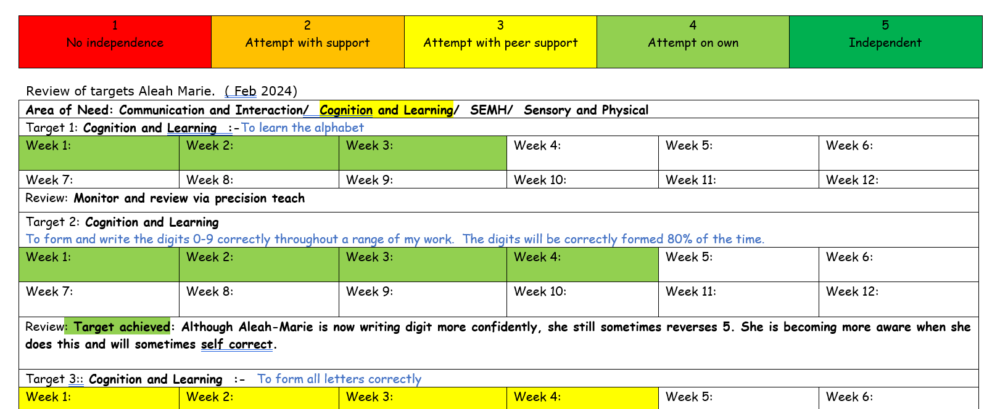 1 2 3 4 5
No independence Attempt with support Attempt with peer support Attempt on own Independent
Review of targets Aleah Marie.  ( Feb 2024)
Area of Need: Communication and Interaction/  Cognition and Learning/  SEMH/  Sensory and Physical
Target 1: Cognition and Learning  :-To learn the alphabet
Week 1: Week 2: Week 3: Week 4: Week 5: Week 6:
Week 7: Week 8: Week 9: Week 10: Week 11: Week 12:
Review: Monitor and review via precision teach
Target 2: Cognition and Learning
To form and write the digits 0-9 correctly throughout a range of my work.  The digits will be correctly formed 80% of the time.
Week 1: Week 2: Week 3: Week 4: Week 5: Week 6:
Week 7: Week 8: Week 9: Week 10: Week 11: Week 12:
Review: Target achieved: Although Aleah-Marie is now writing digit more confidently, she still sometimes reverses 5. She is becoming more aware when she
does this and will sometimes self correct.
Target 3:: Cognition and Learning  :-  To form all letters correctly
Week 1: Week 2: Week 3: Week 4: Week 5: Week 6: